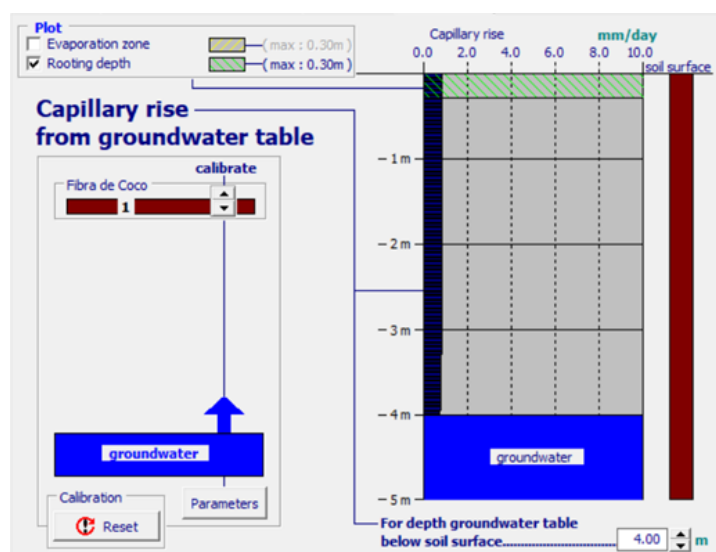 Plot
Evaporation zone
(max : 0.30m)
Rooting depth
(max : 0.30m)
Capillary rise
mm/day
0.0 2.0 4.0 6.0 8.0 10.0
soil surface
Capillary rise
from groundwater table
calibrate
Fibra de Coco
1
groundwater
Calibration
Reset
Parameters
- 1 m
- 2 m
- 3 m
- 4 m
- 5 m
groundwater
For depth groundwater table
below soil surface.................... 4.00 m